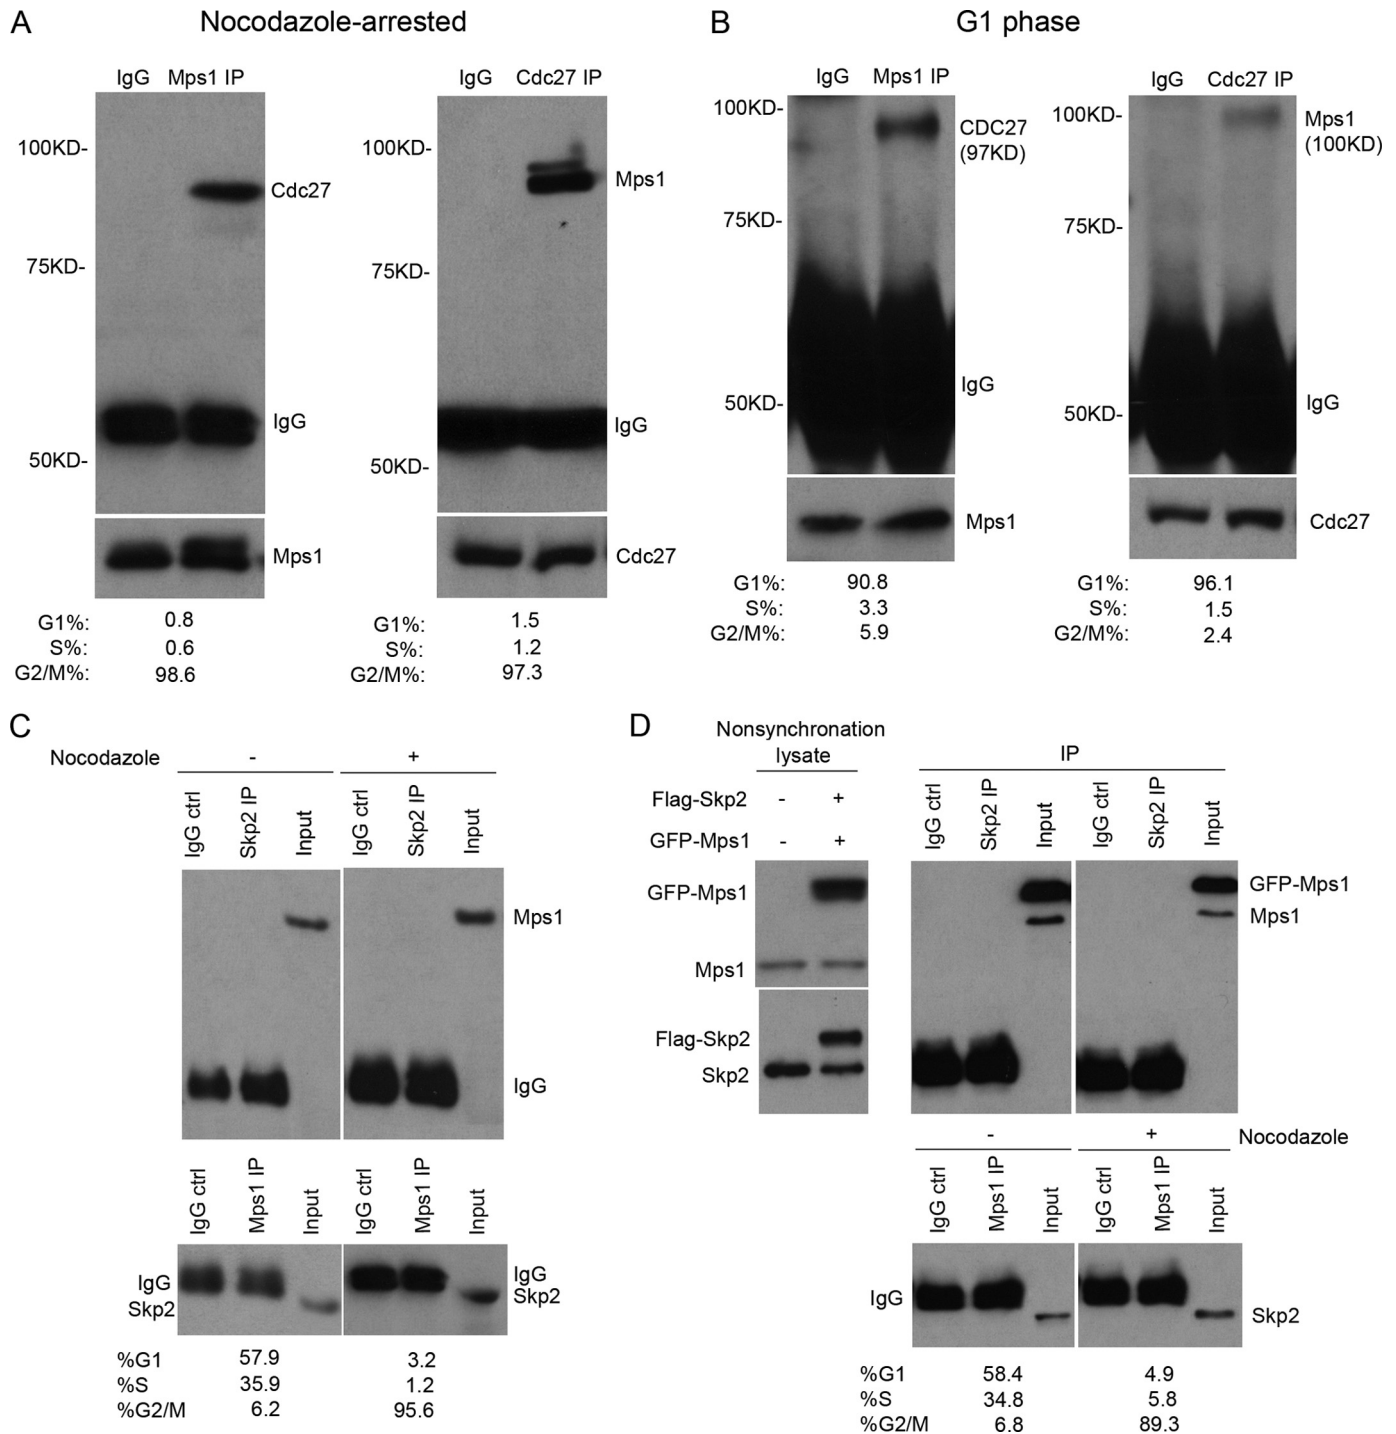 A
Nocodazole-arrested
IgG Mps1 IP
100KD-
Cdc27
75KD-
IgG
50KD-
Mps1
G1%: 0.8
S%: 0.6
G2/M%: 98.6
IgG Cdc27 IP
100KD-
Mps1
75KD-
IgG
50KD-
Cdc27
G1%: 1.5
S%: 1.2
G2/M%: 97.3
B
G1 phase
IgG Mps1 IP
100KD-
CDC27
(97KD)
75KD-
IgG
50KD-
Mps1
G1%: 90.8
S%: 3.3
G2/M%: 5.9
IgG Cdc27 IP
100KD-
Mps1
(100KD)
75KD-
IgG
50KD-
Cdc27
G1%: 96.1
S%: 1.5
G2/M%: 2.4
C
Nocodazole - +
IgG ctrl Skp2 IP Input IgG ctrl Skp2 IP Input
Mps1
IgG
IgG ctrl Mps1 IP Input IgG ctrl Mps1 IP Input
IgG IgG
Skp2 Skp2
%G1 57.9 3.2
%S 35.9 1.2
%G2/M 6.2 95.6
D
Nonsynchronation
lysate
Flag-Skp2 - +
GFP-Mps1 - +
GFP-Mps1
Mps1
Flag-Skp2
Skp2
IP
IgG ctrl Skp2 IP Input IgG ctrl Skp2 IP Input
GFP-Mps1
Mps1
- + Nocodazole
IgG ctrl Mps1 IP Input IgG ctrl Mps1 IP Input
IgG
Skp2
%G1 58.4 4.9
%S 34.8 5.8
%G2/M 6.8 89.3